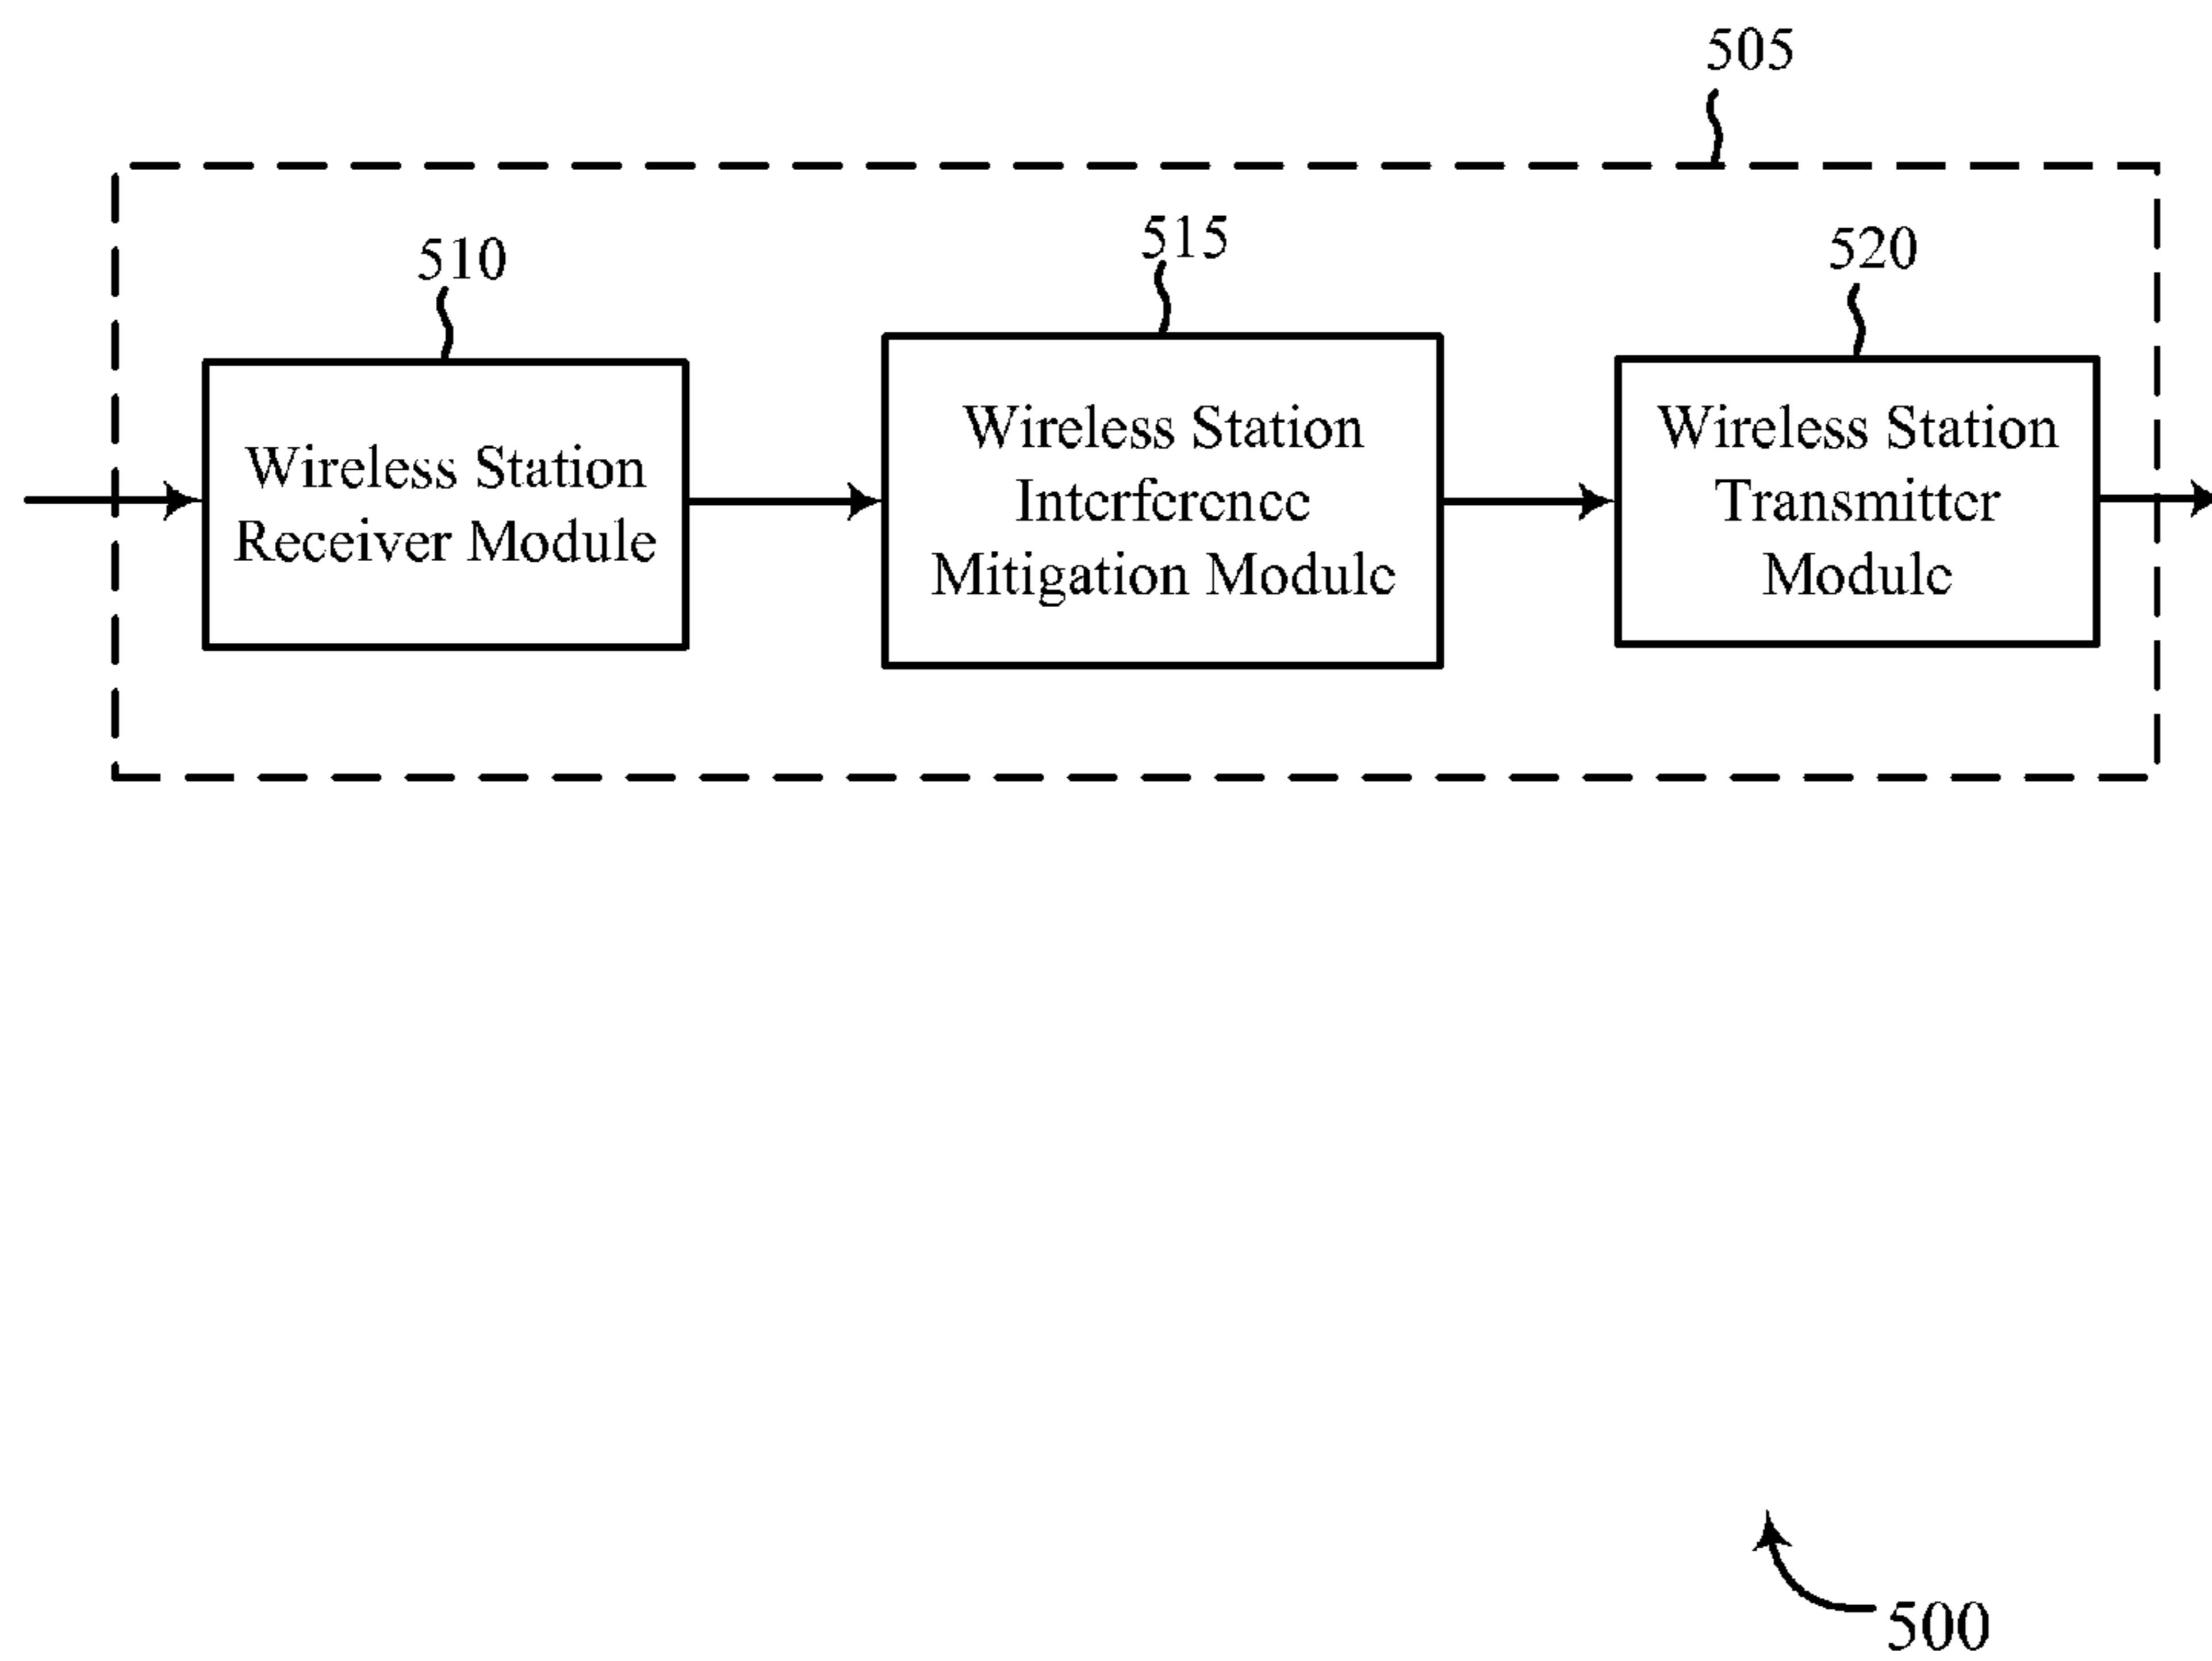 505
510
515
520
Wireless Station
Receiver Module
Wireless Station
Interference
Mitigation Module
Wireless Station
Transmitter
Module
500